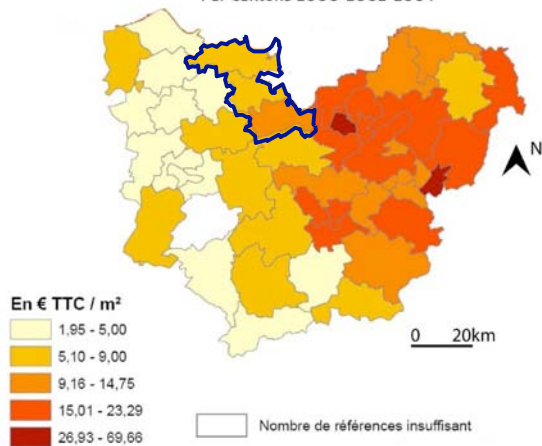 N
En € TTC / m²
1,95 - 5,00
5,10 - 9,00
9,16 - 14,75
15,01 - 23,29
26,93 - 69,66
0 20km
Nombre de références insuffisant